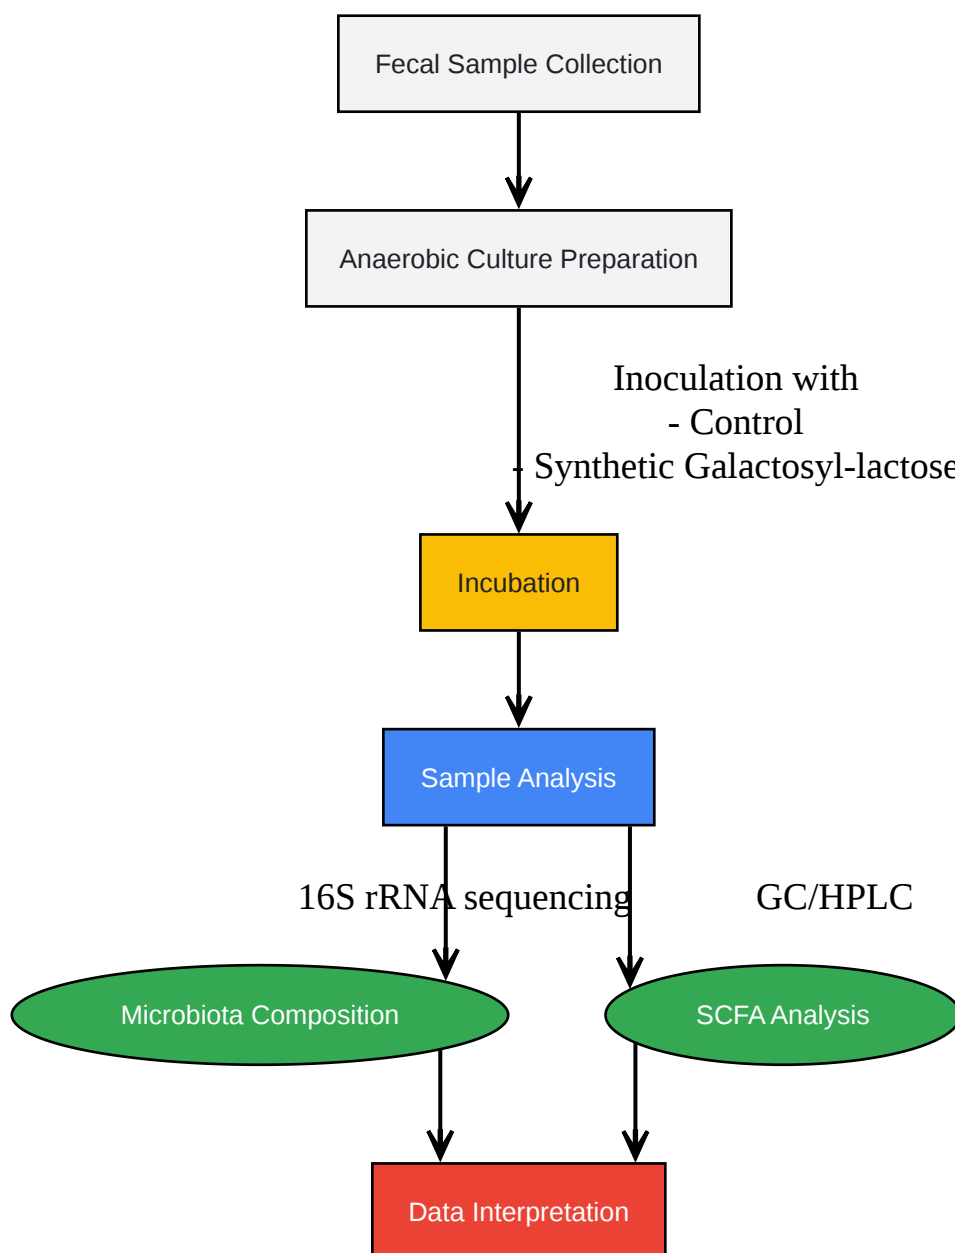 Fecal Sample Collection
Anaerobic Culture Preparation
Inoculation with
- Control
- Synthetic Galactosyl-lactose
Incubation
Sample Analysis
16S rRNA sequencing
GC/HPLC
Microbiota Composition
SCFA Analysis
Data Interpretation